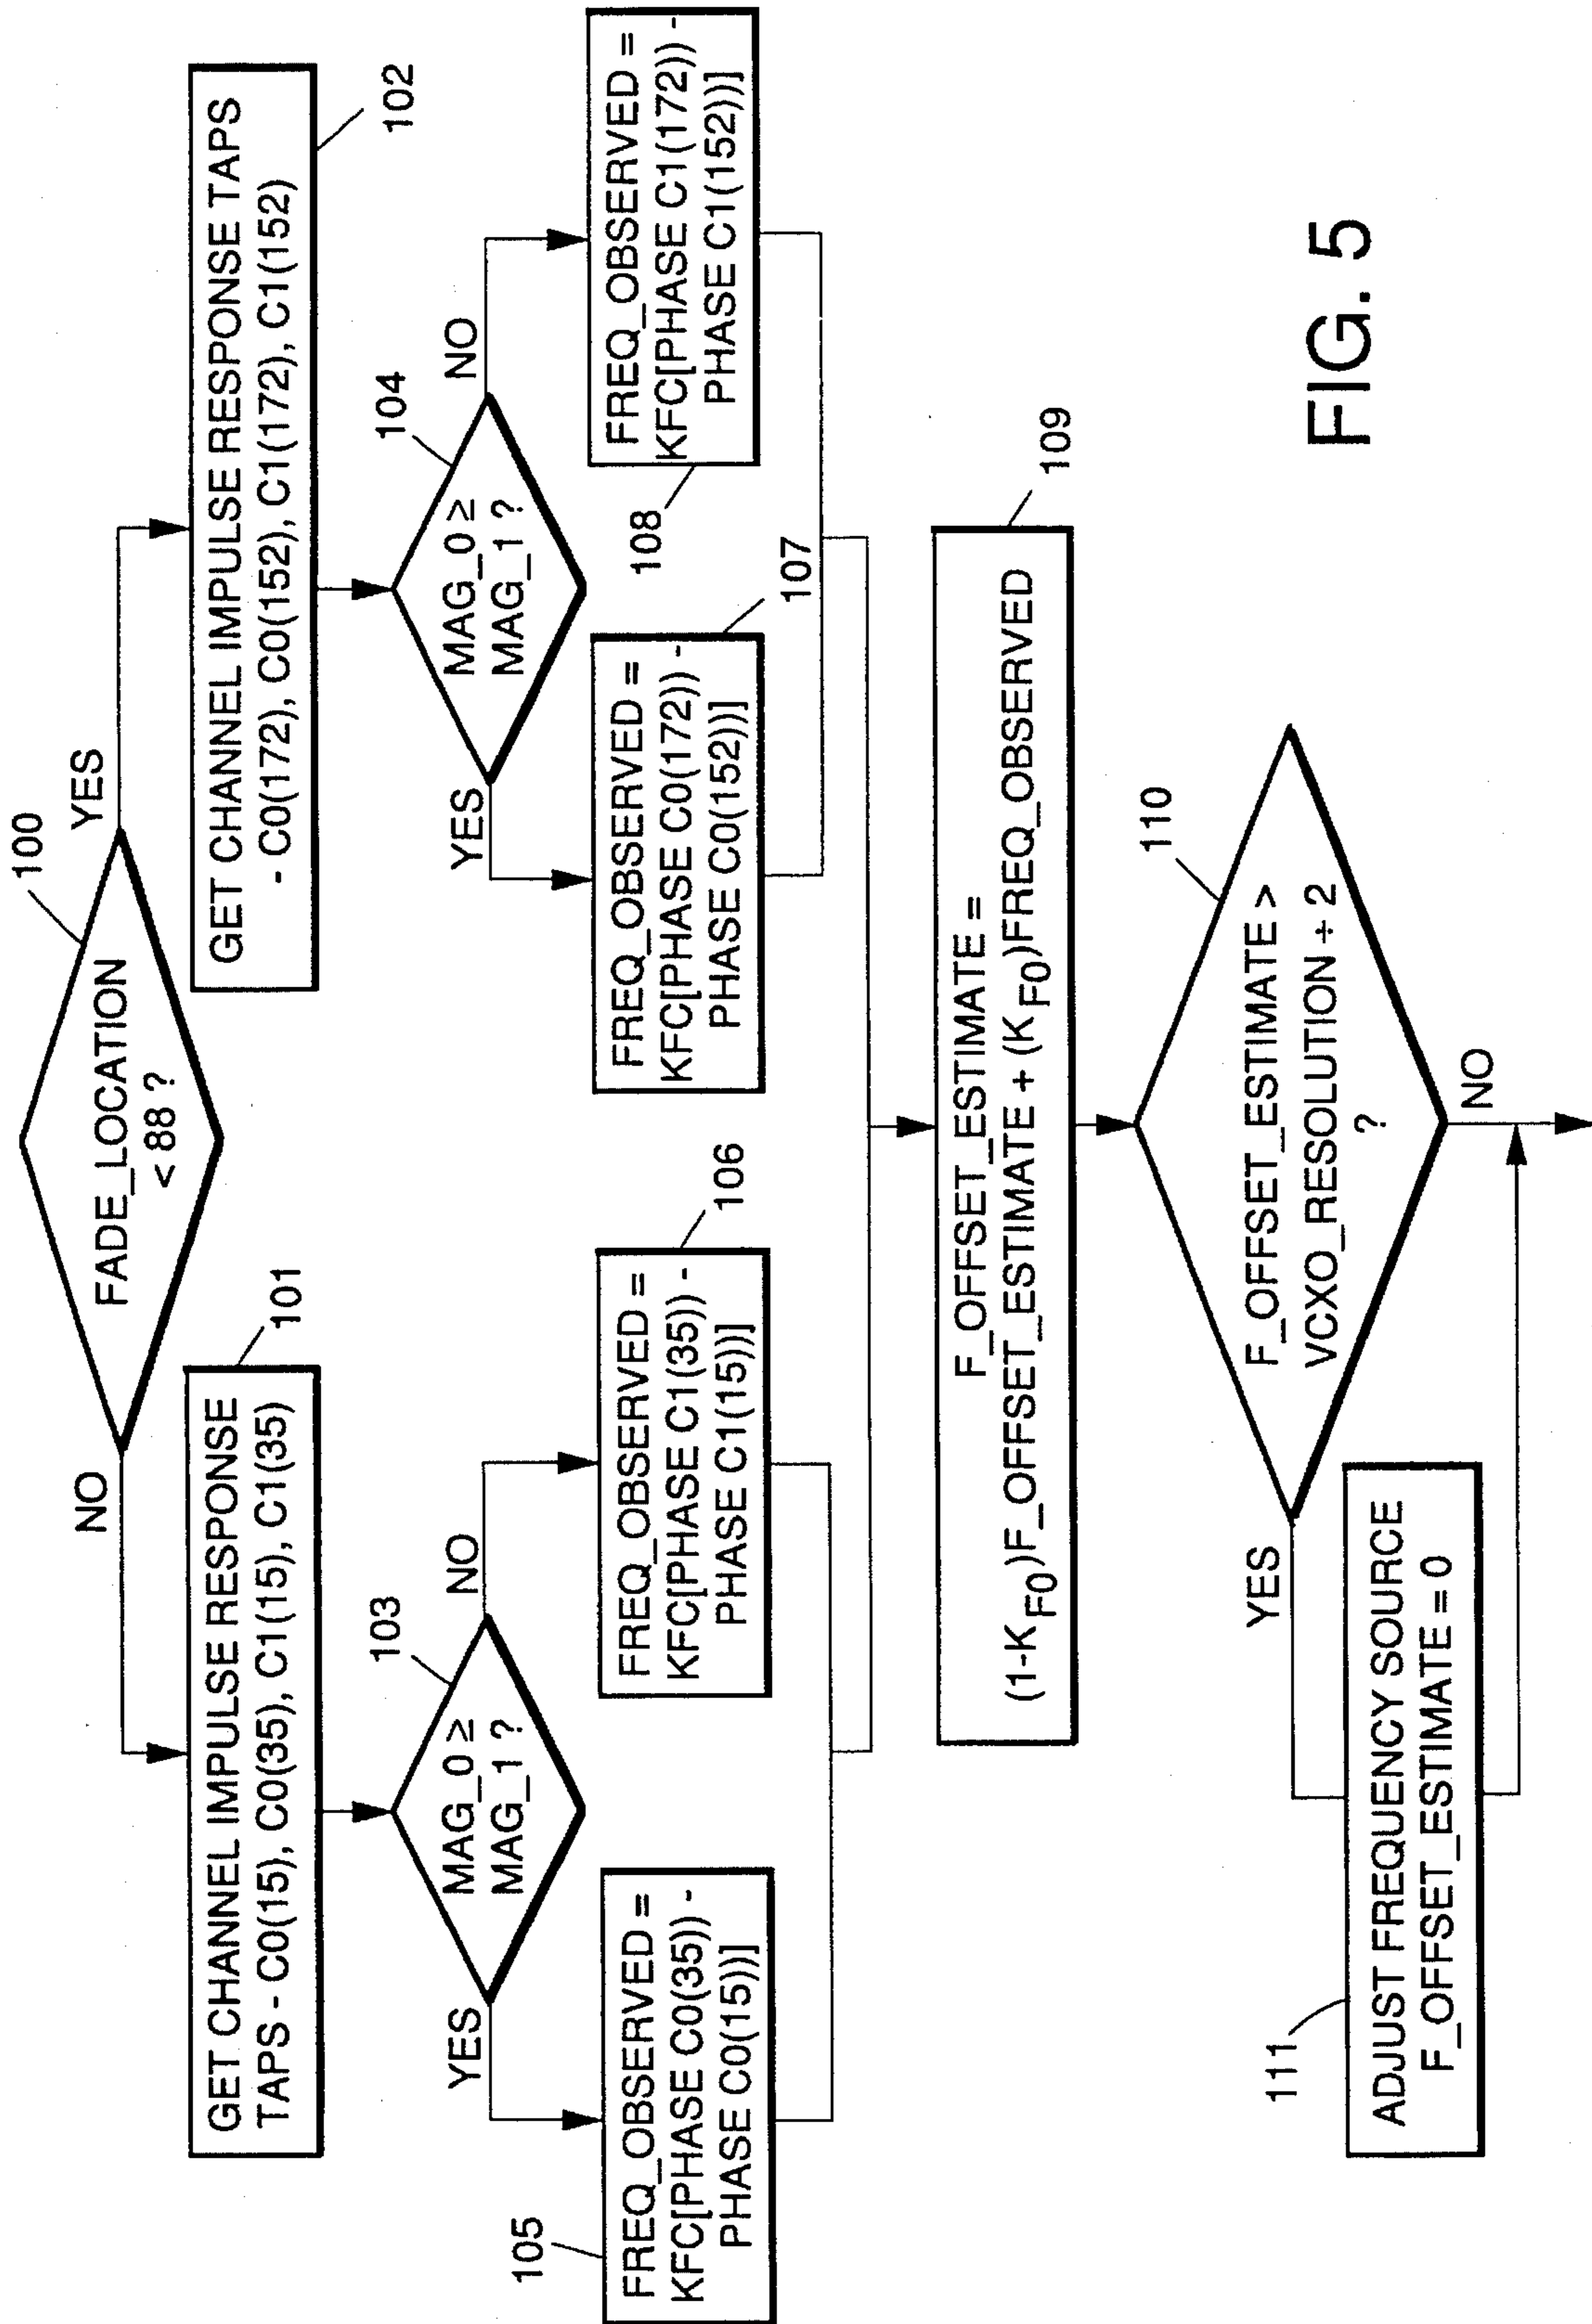 100
FADE_LOCATION
< 88 ?
NO
YES
101
GET CHANNEL IMPULSE RESPONSE
TAPS - C0(15), C0(35), C1(15), C1(35)
GET CHANNEL IMPULSE RESPONSE TAPS
- C0(172), C0(152), C1(172), C1(152)
102
103
MAG_0 ≥
MAG_1 ?
YES
NO
104
MAG_0 ≥
MAG_1 ?
YES
NO
105
FREQ_OBSERVED =
KFC[PHASE C0(35)) -
PHASE C0(15))]
106
FREQ_OBSERVED =
KFC[PHASE C1(35)) -
PHASE C1(15))]
FREQ_OBSERVED =
KFC[PHASE C0(172)) -
PHASE C0(152))]
107
FREQ_OBSERVED =
KFC[PHASE C1(172)) -
PHASE C1(152))]
108
109
F_OFFSET_ESTIMATE =
(1-K_F0)F_OFFSET_ESTIMATE + (K_F0)FREQ_OBSERVED
110
F_OFFSET_ESTIMATE >
VCXO_RESOLUTION ÷ 2
?
YES
NO
111
ADJUST FREQUENCY SOURCE
F_OFFSET_ESTIMATE = 0
FIG. 5